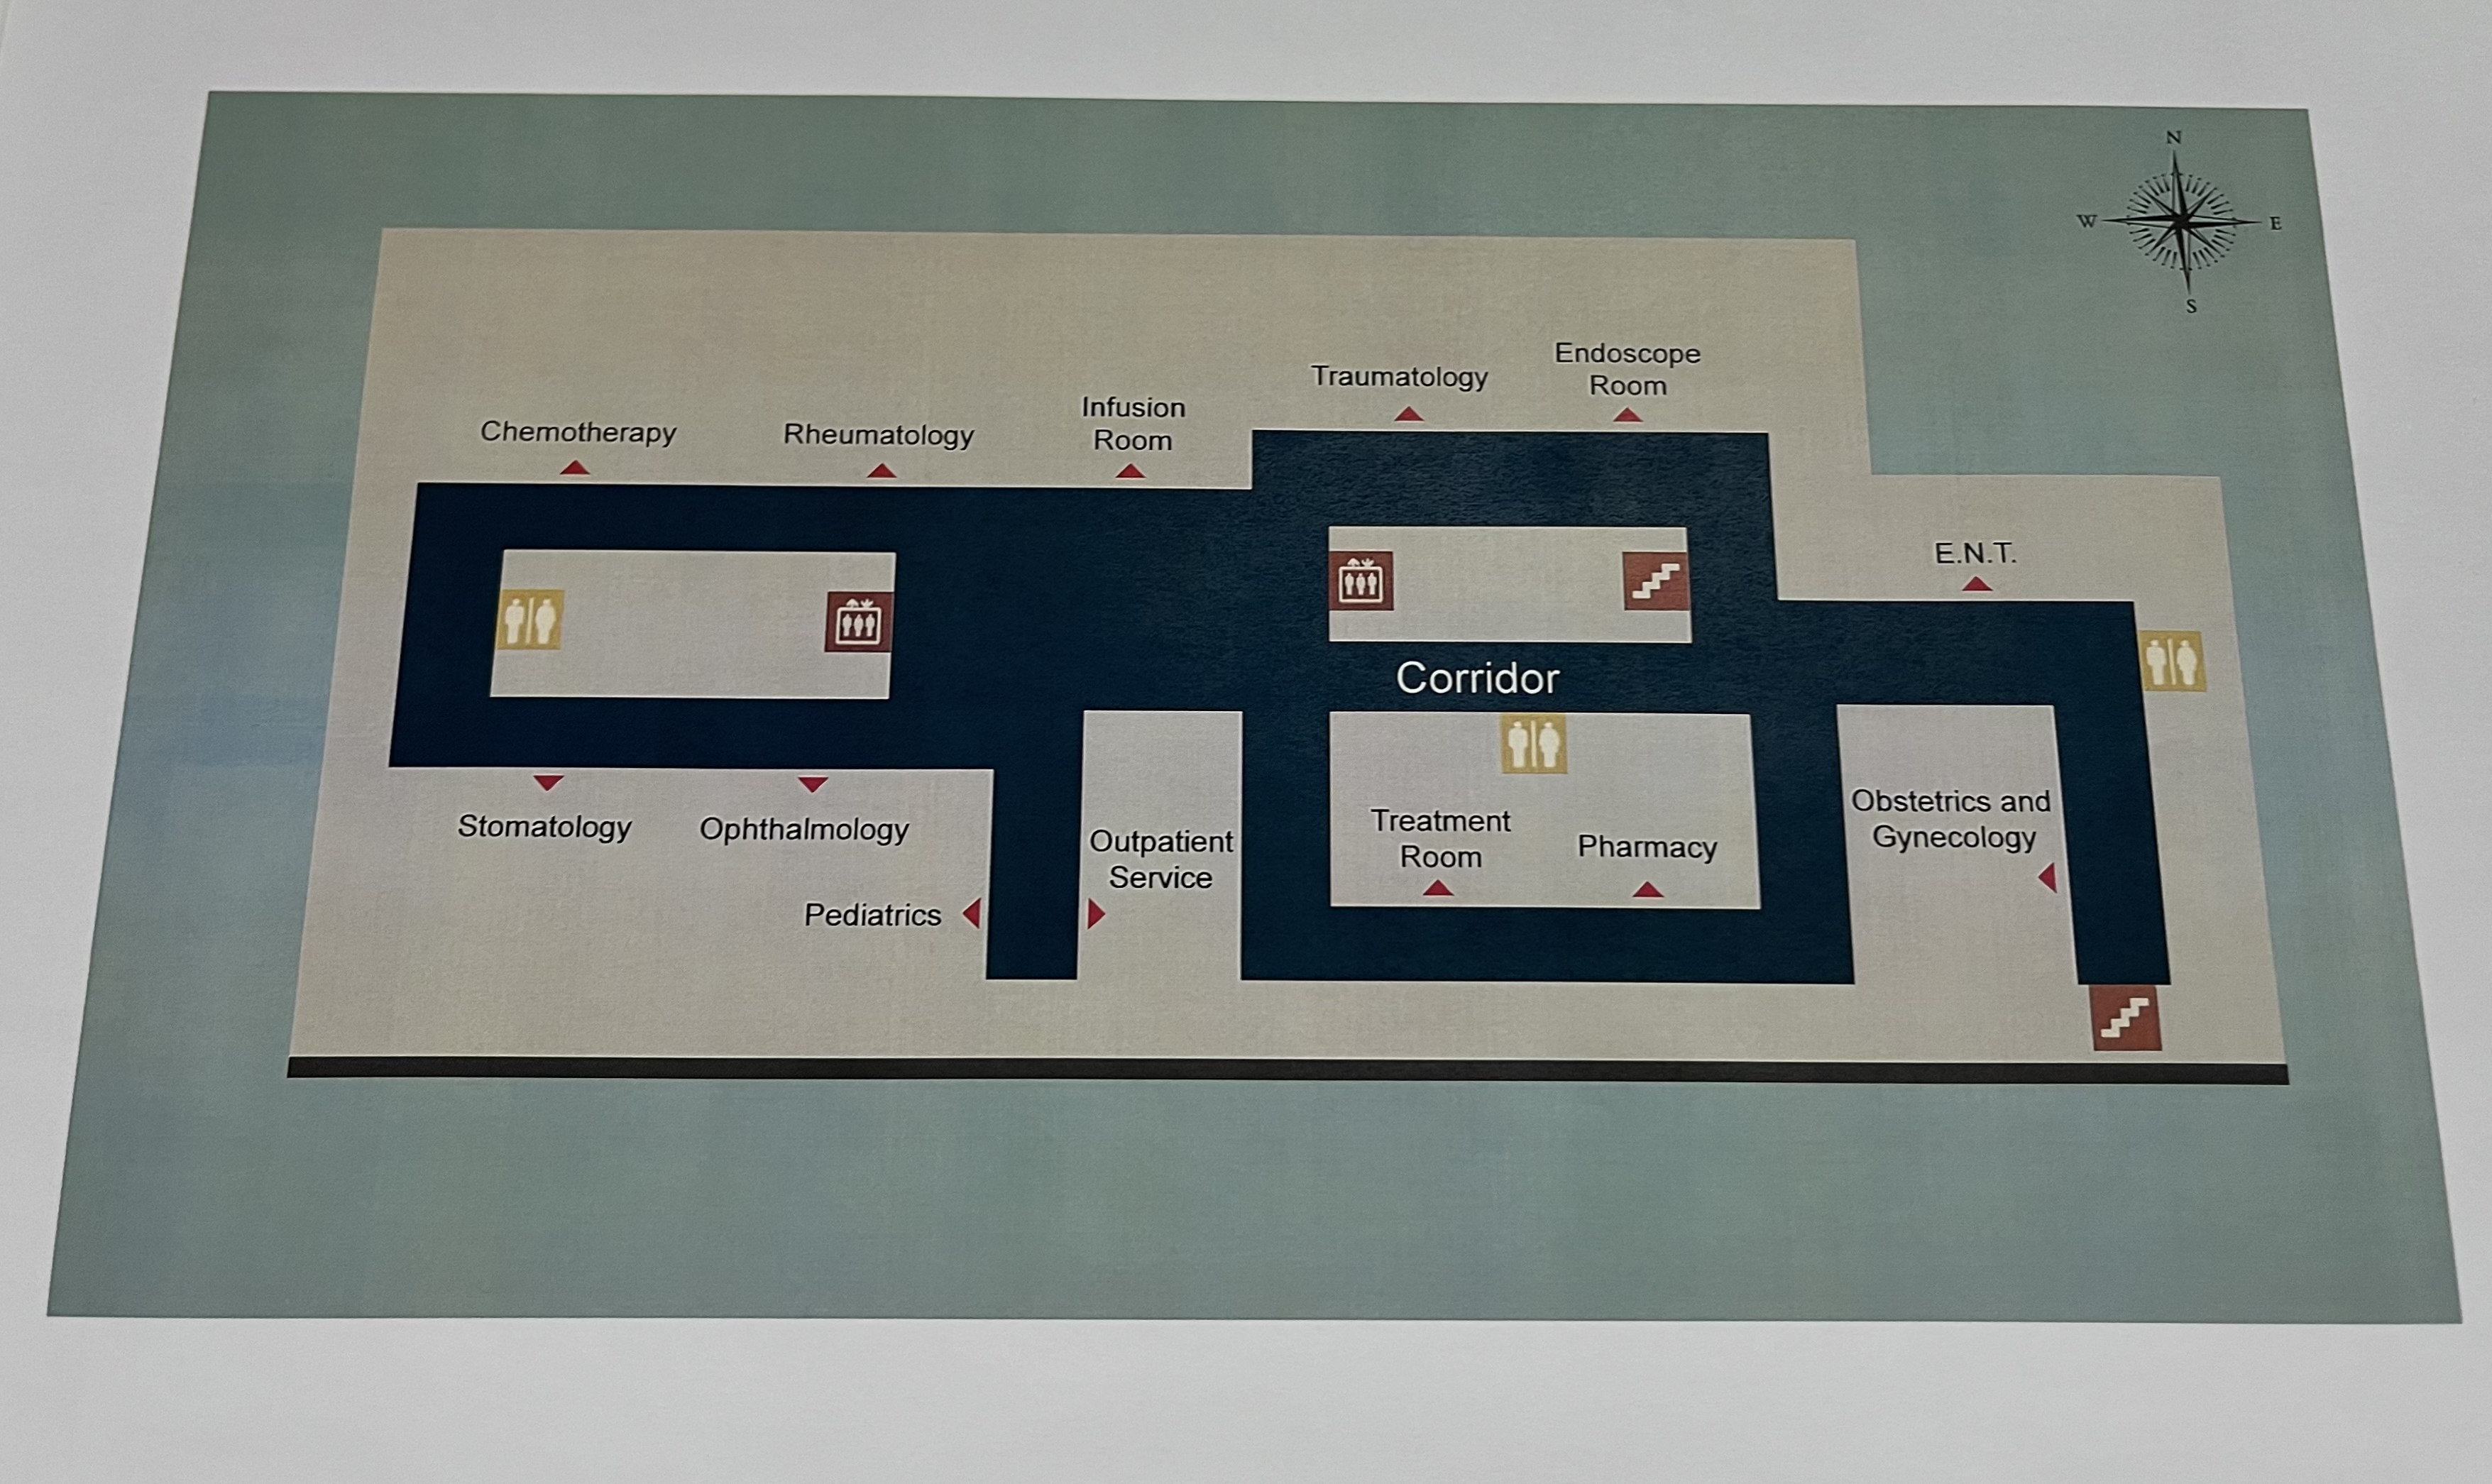 N
W
E
S
Endoscope
Room
Traumatology
Infusion
Room
Chemotherapy
Rheumatology
E.N.T.
Corridor
Stomatology
Ophthalmology
Pediatrics
Outpatient
Service
Treatment
Room
Pharmacy
Obstetrics and
Gynecology